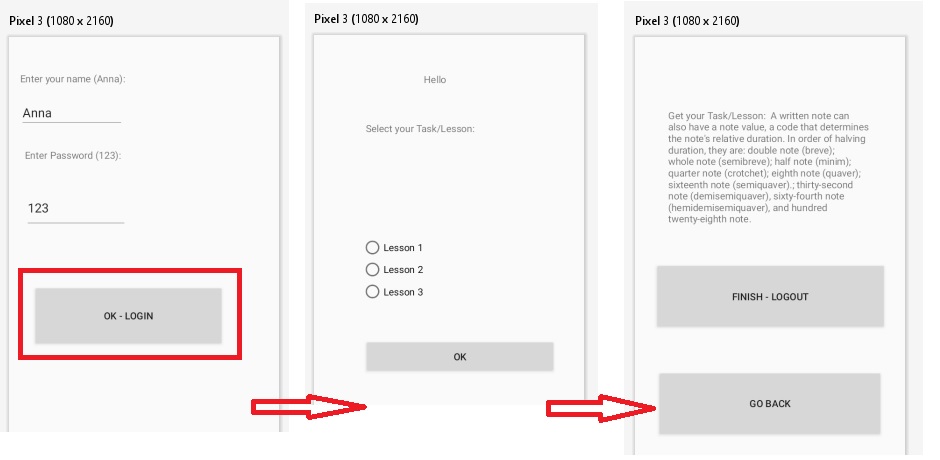 Pixel 3 (1080 x 2160)
Enter your name (Anna):
Anna
Enter Password (123):
123
OK - LOGIN
Pixel 3 (1080 x 2160)
Hello
Select your Task/Lesson:
Lesson 1
Lesson 2
Lesson 3
OK
Pixel 3 (1080 x 2160)
Get your Task/Lesson: A written note can
also have a note value, a code that determines
the note's relative duration. In order of halving
duration, they are: double note (breve);
whole note (semibreve); half note (minim);
quarter note (crotchet); eighth note (quaver);
sixteenth note (semiquaver).; thirty-second
note (demisemiquaver), sixty-fourth note
(hemidemisemiquaver), and hundred
twenty-eighth note.
FINISH - LOGOUT
GO BACK